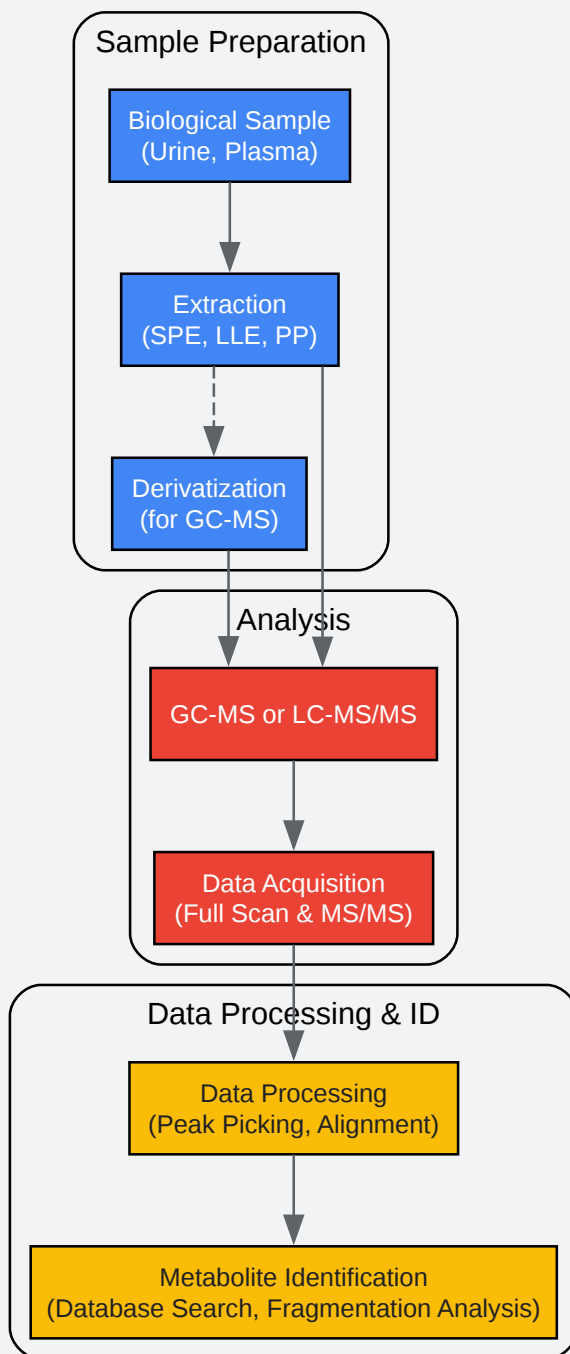 Sample Preparation
Biological Sample
(Urine, Plasma)
Extraction
(SPE, LLE, PP)
Derivatization
(for GC-MS)
Analysis
GC-MS or LC-MS/MS
Data Acquisition
(Full Scan & MS/MS)
Data Processing & ID
Data Processing
(Peak Picking, Alignment)
Metabolite Identification
(Database Search, Fragmentation Analysis)